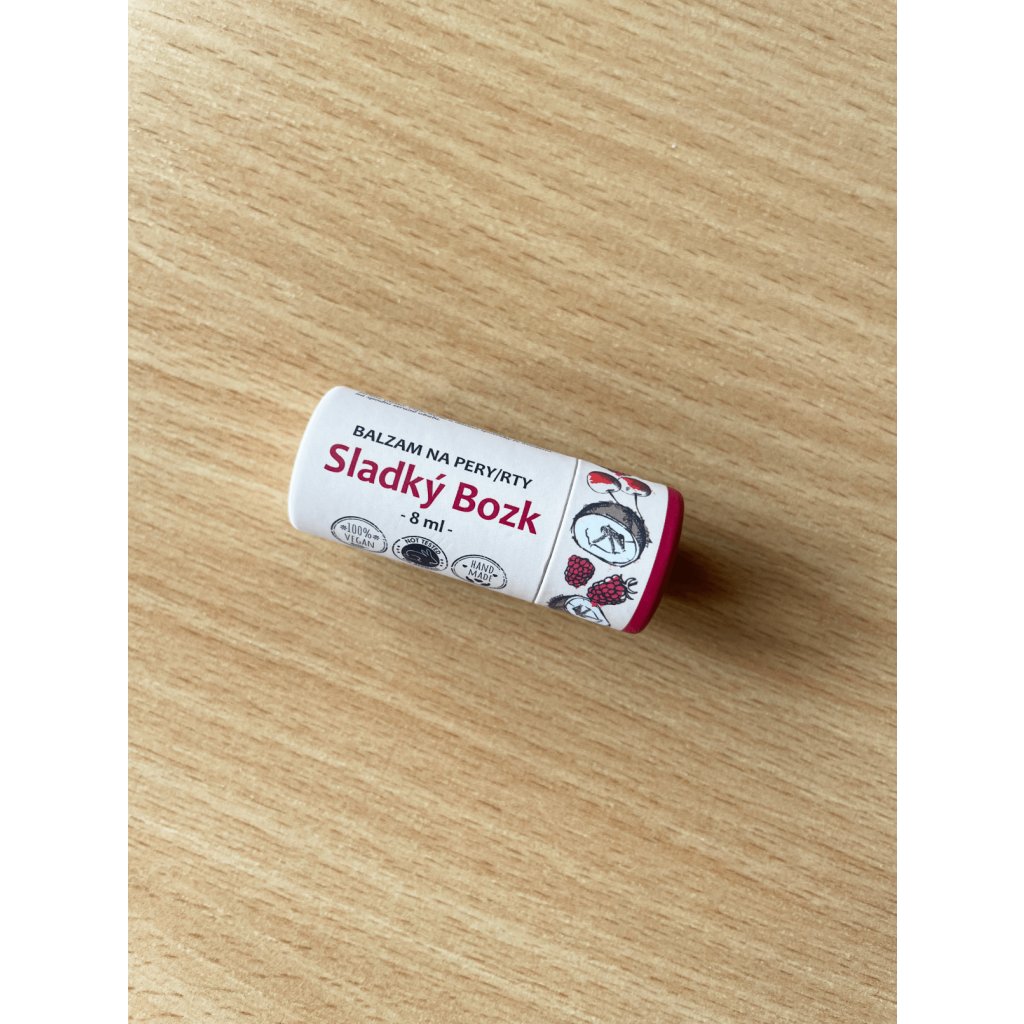 BALZAM NA PERY/RTY
Sladký Bozk
- 8 ml -
100%
VEGAN
NOT TESTED
HAND
MADE